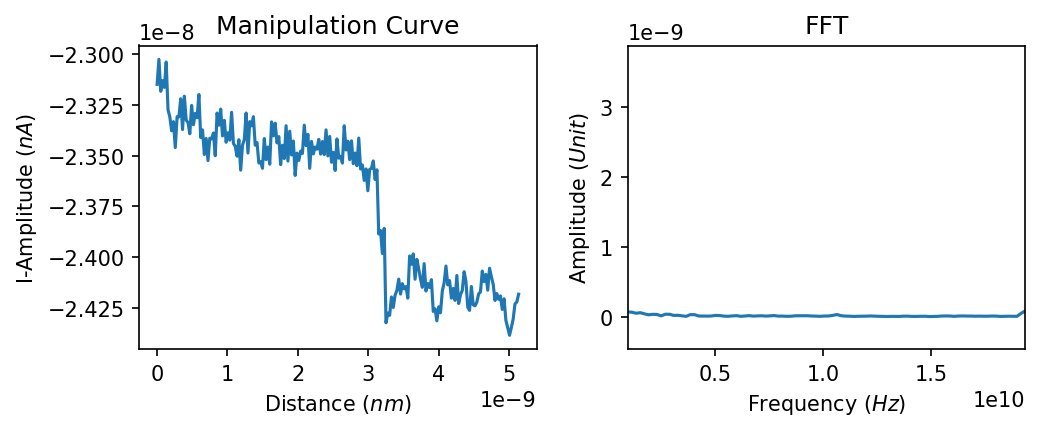 Manipulation Curve
1e−8
−2.300
−2.325
−2.350
−2.375
−2.400
−2.425
I-Amplitude (nA)
0 1 2 3 4 5
1e−9
Distance (nm)
FFT
1e−9
3
2
1
0
Amplitude (Unit)
0.5 1.0 1.5
1e10
Frequency (Hz)